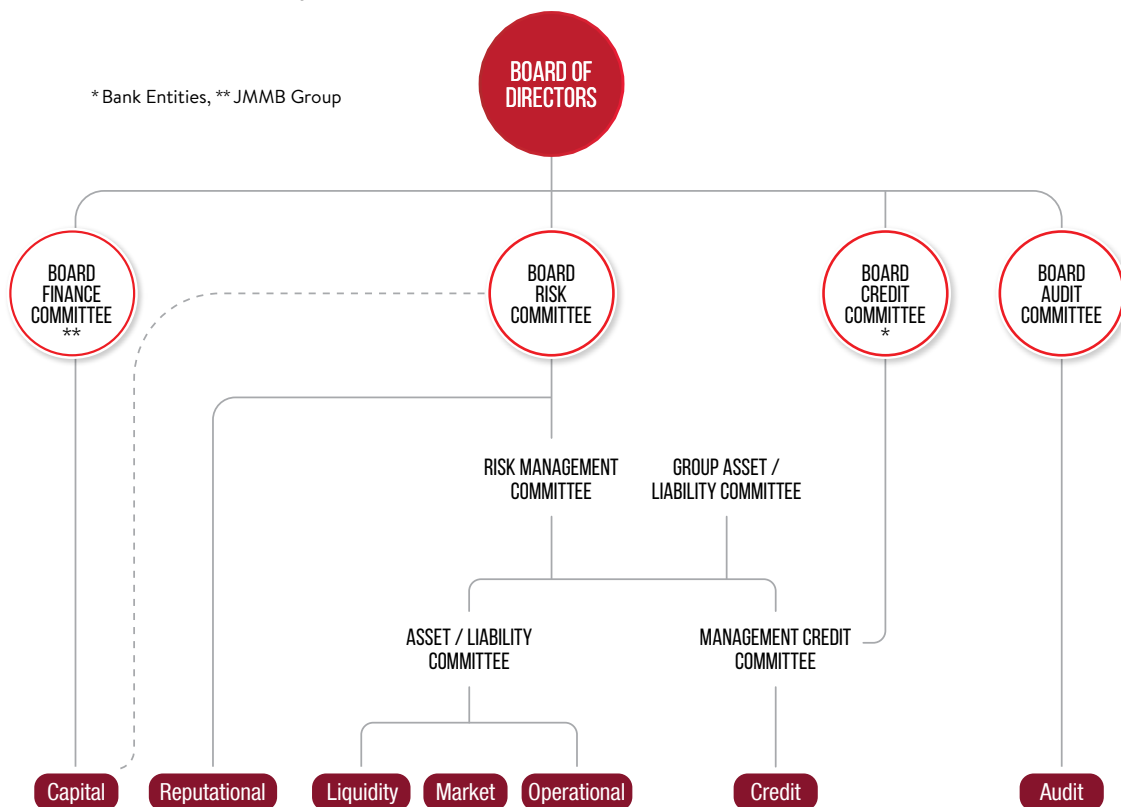 BOARD OF
DIRECTORS
* Bank Entities, ** JMMB Group
BOARD
FINANCE
COMMITTEE
**
BOARD
RISK
COMMITTEE
BOARD
CREDIT
COMMITTEE
*
BOARD
AUDIT
COMMITTEE
RISK MANAGEMENT
COMMITTEE
GROUP ASSET /
LIABILITY COMMITTEE
ASSET / LIABILITY
COMMITTEE
MANAGEMENT CREDIT
COMMITTEE
Capital
Reputational
Liquidity
Market
Operational
Credit
Audit